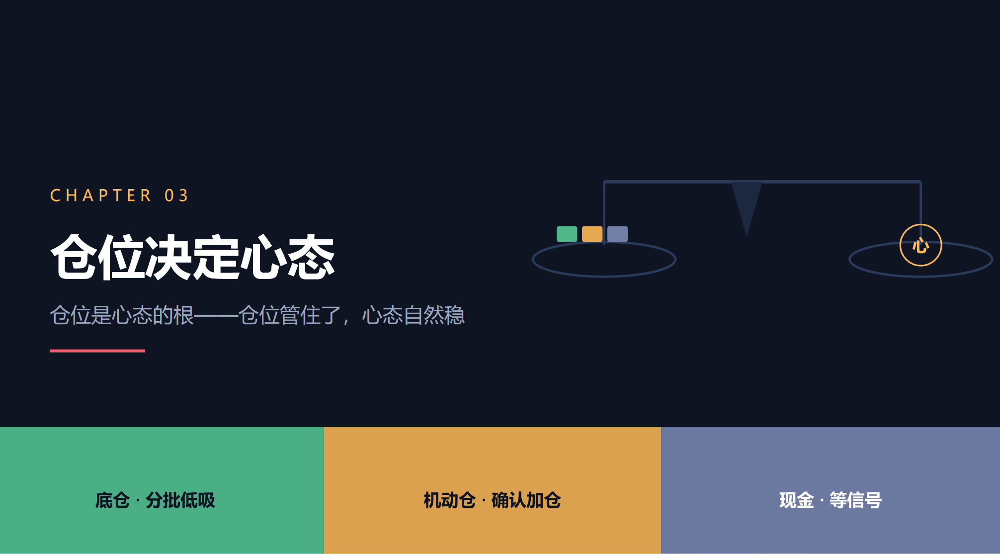 CHAPTER 03
仓位决定心态
仓位是心态的根——仓位管住了，心态自然稳
心
底仓 · 分批低吸
机动仓 · 确认加仓
现金 · 等信号